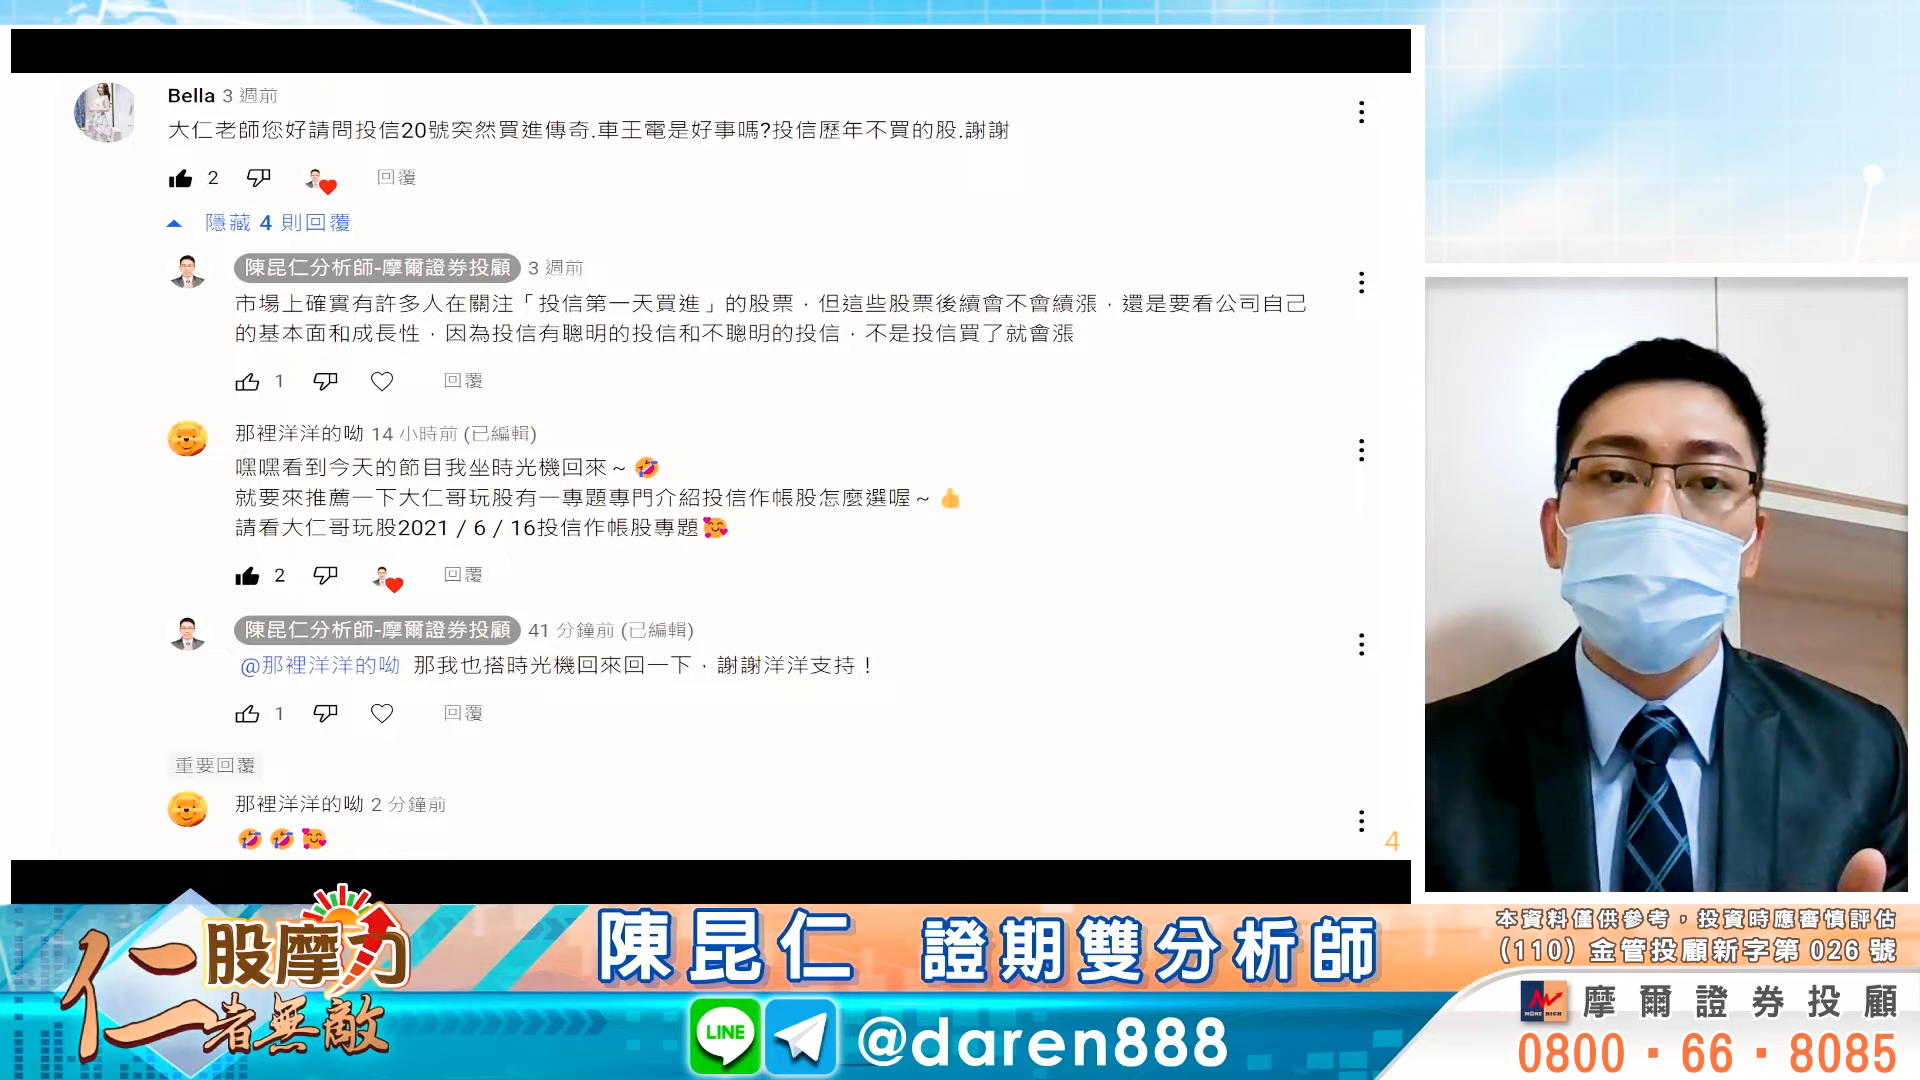 Bella 3 週前
大仁老師您好請問投信20號突然買進傳奇.車王電是好事嗎?投信歷年不買的股.謝謝
2 回覆
隱藏 4 則回覆
陳昆仁分析師-摩爾證券投顧 3 週前
市場上確實有許多人在關注「投信第一天買進」的股票，但這些股票後續會不會續漲，還是要看公司自己
的基本面和成長性，因為投信有聰明的投信和不聰明的投信，不是投信買了就會漲
1 回覆
那裡洋洋的呦 14 小時前 (已編輯)
嘿嘿看到今天的節目我坐時光機回來~🤣
就要來推薦一下大仁哥玩股有一專題專門介紹投信作帳股怎麼選喔~👍
請看大仁哥玩股2021 / 6 / 16投信作帳股專題🥰
2 回覆
陳昆仁分析師-摩爾證券投顧 41 分鐘前 (已編輯)
@那裡洋洋的呦 那我也搭時光機回來回一下，謝謝洋洋支持！
1 回覆
重要回覆
那裡洋洋的呦 2 分鐘前
🤣🤣🥰
4
股摩力
仁者無敵
陳昆仁 證期雙分析師
LINE @daren888
本資料僅供參考，投資時應審慎評估
(110) 金管投顧新字第 026 號
MORE RICH 摩爾證券投顧
0800・66・8085